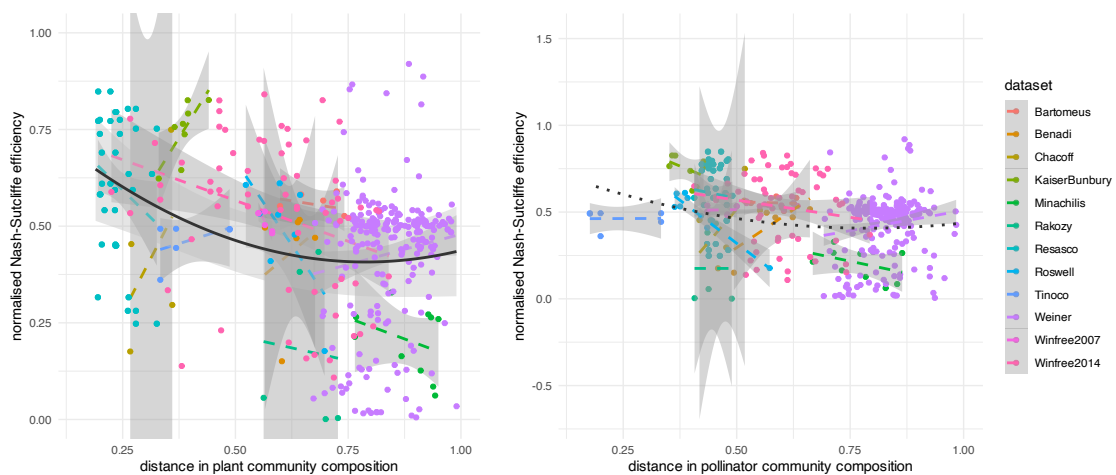 normalised Nash-Sutcliffe efficiency
1.00
0.75
0.50
0.25
0.00
0.25
0.50
0.75
1.00
distance in plant community composition
normalised Nash-Sutcliffe efficiency
1.5
1.0
0.5
0.0
-0.5
0.25
0.50
0.75
1.00
distance in pollinator community composition
dataset
Bartomeus
Benadi
Chacoff
KaiserBunbury
Minachilis
Rakozy
Resasco
Roswell
Tinoco
Weiner
Winfree2007
Winfree2014